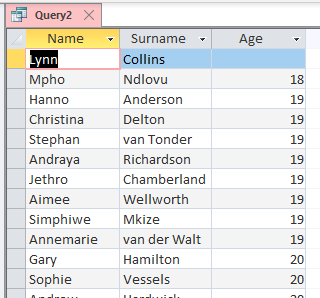 Query2
Name Surname Age
Lynn Collins
Mpho Ndlovu 18
Hanno Anderson 19
Christina Delton 19
Stephan van Tonder 19
Andraya Richardson 19
Jethro Chamberland 19
Aimee Wellworth 19
Simphiwe Mkize 19
Annemarie van der Walt 19
Gary Hamilton 20
Sophie Vessels 20